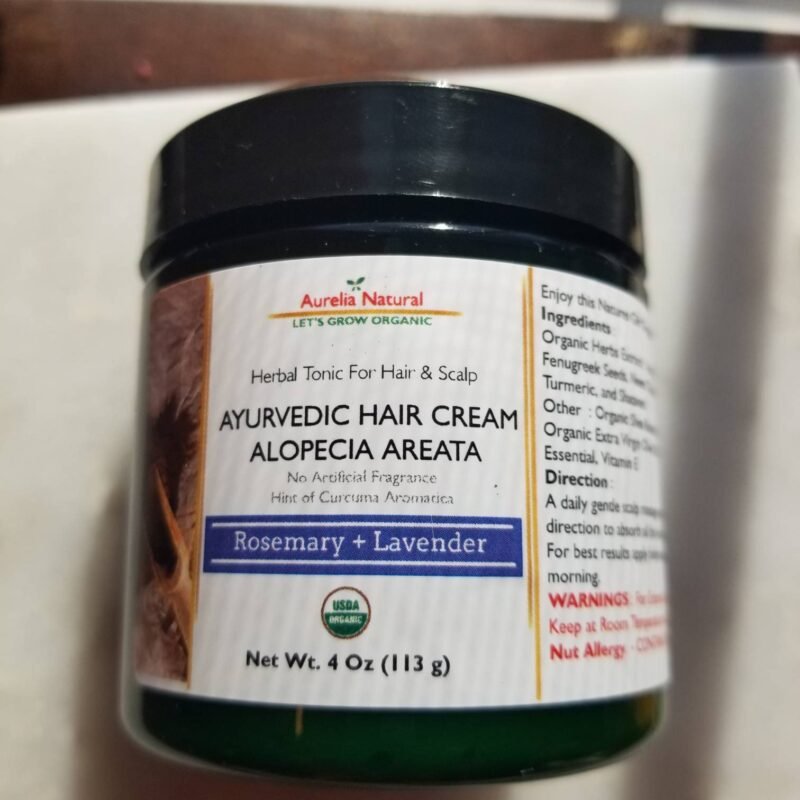 Aurelia Natural
LET'S GROW ORGANIC
Herbal Tonic For Hair & Scalp
AYURVEDIC HAIR CREAM
ALOPECIA AREATA
No Artificial Fragrance
Hint of Curcuma Aromatica
Rosemary + Lavender
USDA
ORGANIC
Net Wt. 4 Oz (113 g)
Enjoy this
Ingredients
Organic Herbs
Fenugreek Seeds,
Turmeric, and
Other : Organic
Organic Extra Virgin
Essential, Vitamin E
Direction :
A daily gentle scalp
direction to absorb
For best results apply
morning.
WARNINGS:
Keep at Room
Nut Allergy -